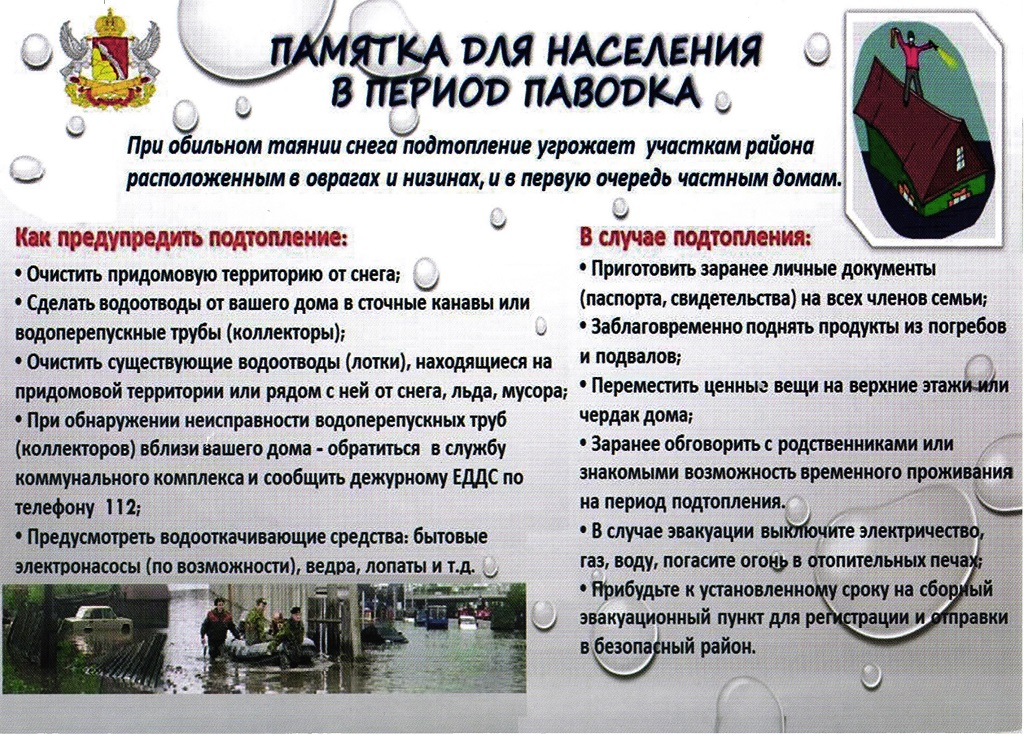 ПАМЯТКА ДЛЯ НАСЕЛЕНИЯ
В ПЕРИОД ПАВОДКА
При обильном таянии снега подтопление угрожает участкам района
расположенным в оврагах и низинах, и в первую очередь частным домам.
Как предупредить подтопление:
• Очистить придомовую территорию от снега;
• Сделать водоотводы от вашего дома в сточные канавы или
водоперепускные трубы (коллекторы);
• Очистить существующие водоотводы (лотки), находящиеся на
придомовой территории или рядом с ней от снега, льда, мусора;
• При обнаружении неисправности водоперепускных труб
(коллекторов) вблизи вашего дома - обратиться в службу
коммунального комплекса и сообщить дежурному ЕДДС по
телефону 112;
• Предусмотреть водооткачивающие средства: бытовые
электронасосы (по возможности), ведра, лопаты и т.д.
В случае подтопления:
• Приготовить заранее личные документы
(паспорта, свидетельства) на всех членов семьи;
• Заблаговременно поднять продукты из погребов
и подвалов;
• Переместить ценные вещи на верхние этажи или
чердак дома;
• Заранее обговорить с родственниками или
знакомыми возможность временного проживания
на период подтопления.
• В случае эвакуации выключите электричество,
газ, воду, погасите огонь в отопительных печах;
• Прибудьте к установленному сроку на сборный
эвакуационный пункт для регистрации и отправки
в безопасный район.